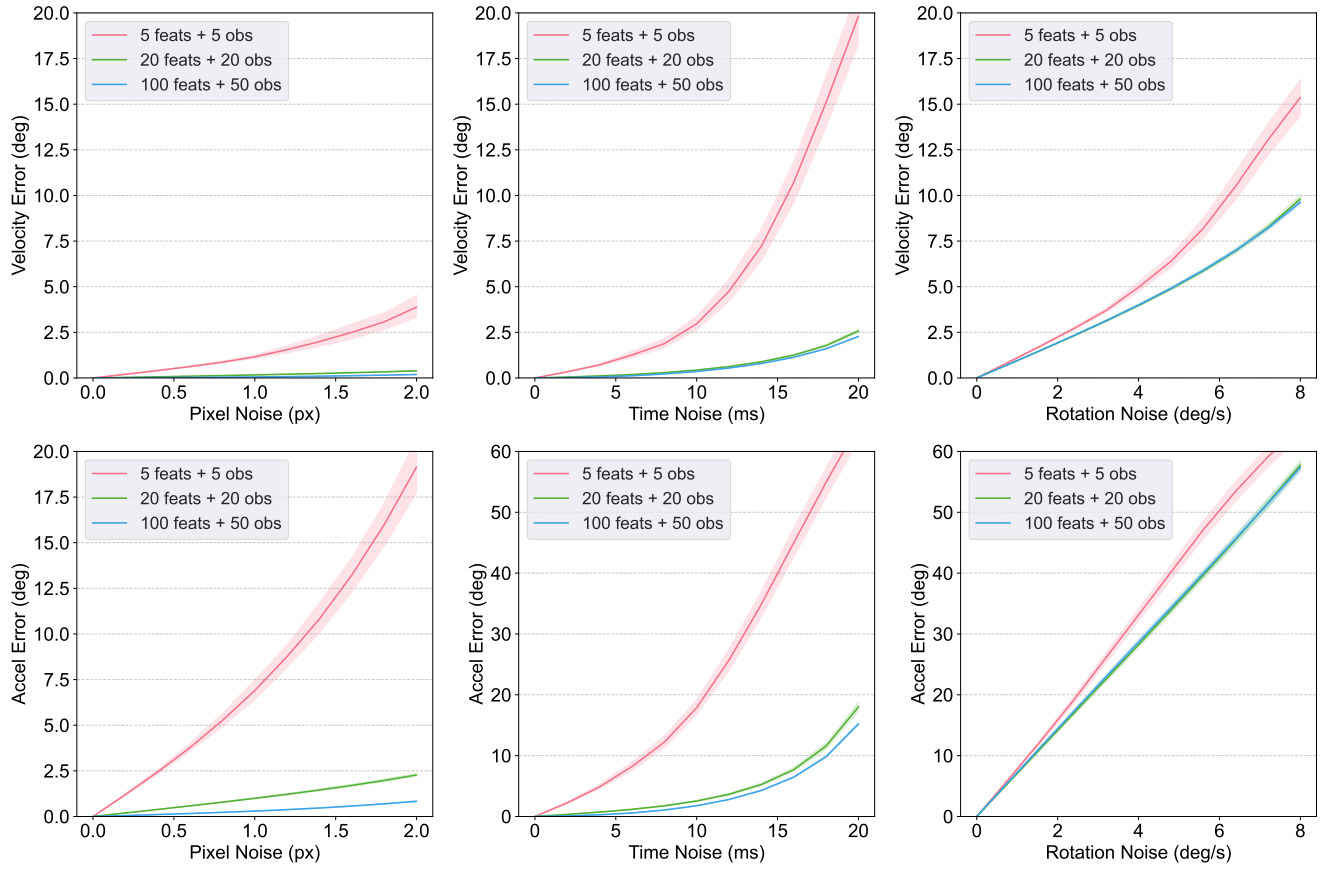 20.0
17.5
15.0
12.5
10.0
7.5
5.0
2.5
0.0
Velocity Error (deg)
5 feats + 5 obs
20 feats + 20 obs
100 feats + 50 obs
0.0 0.5 1.0 1.5 2.0
Pixel Noise (px)
20.0
17.5
15.0
12.5
10.0
7.5
5.0
2.5
0.0
Velocity Error (deg)
5 feats + 5 obs
20 feats + 20 obs
100 feats + 50 obs
0 5 10 15 20
Time Noise (ms)
20.0
17.5
15.0
12.5
10.0
7.5
5.0
2.5
0.0
Velocity Error (deg)
5 feats + 5 obs
20 feats + 20 obs
100 feats + 50 obs
0 2 4 6 8
Rotation Noise (deg/s)
20.0
17.5
15.0
12.5
10.0
7.5
5.0
2.5
0.0
Accel Error (deg)
5 feats + 5 obs
20 feats + 20 obs
100 feats + 50 obs
0.0 0.5 1.0 1.5 2.0
Pixel Noise (px)
60
50
40
30
20
10
0
Accel Error (deg)
5 feats + 5 obs
20 feats + 20 obs
100 feats + 50 obs
0 5 10 15 20
Time Noise (ms)
60
50
40
30
20
10
0
Accel Error (deg)
5 feats + 5 obs
20 feats + 20 obs
100 feats + 50 obs
0 2 4 6 8
Rotation Noise (deg/s)